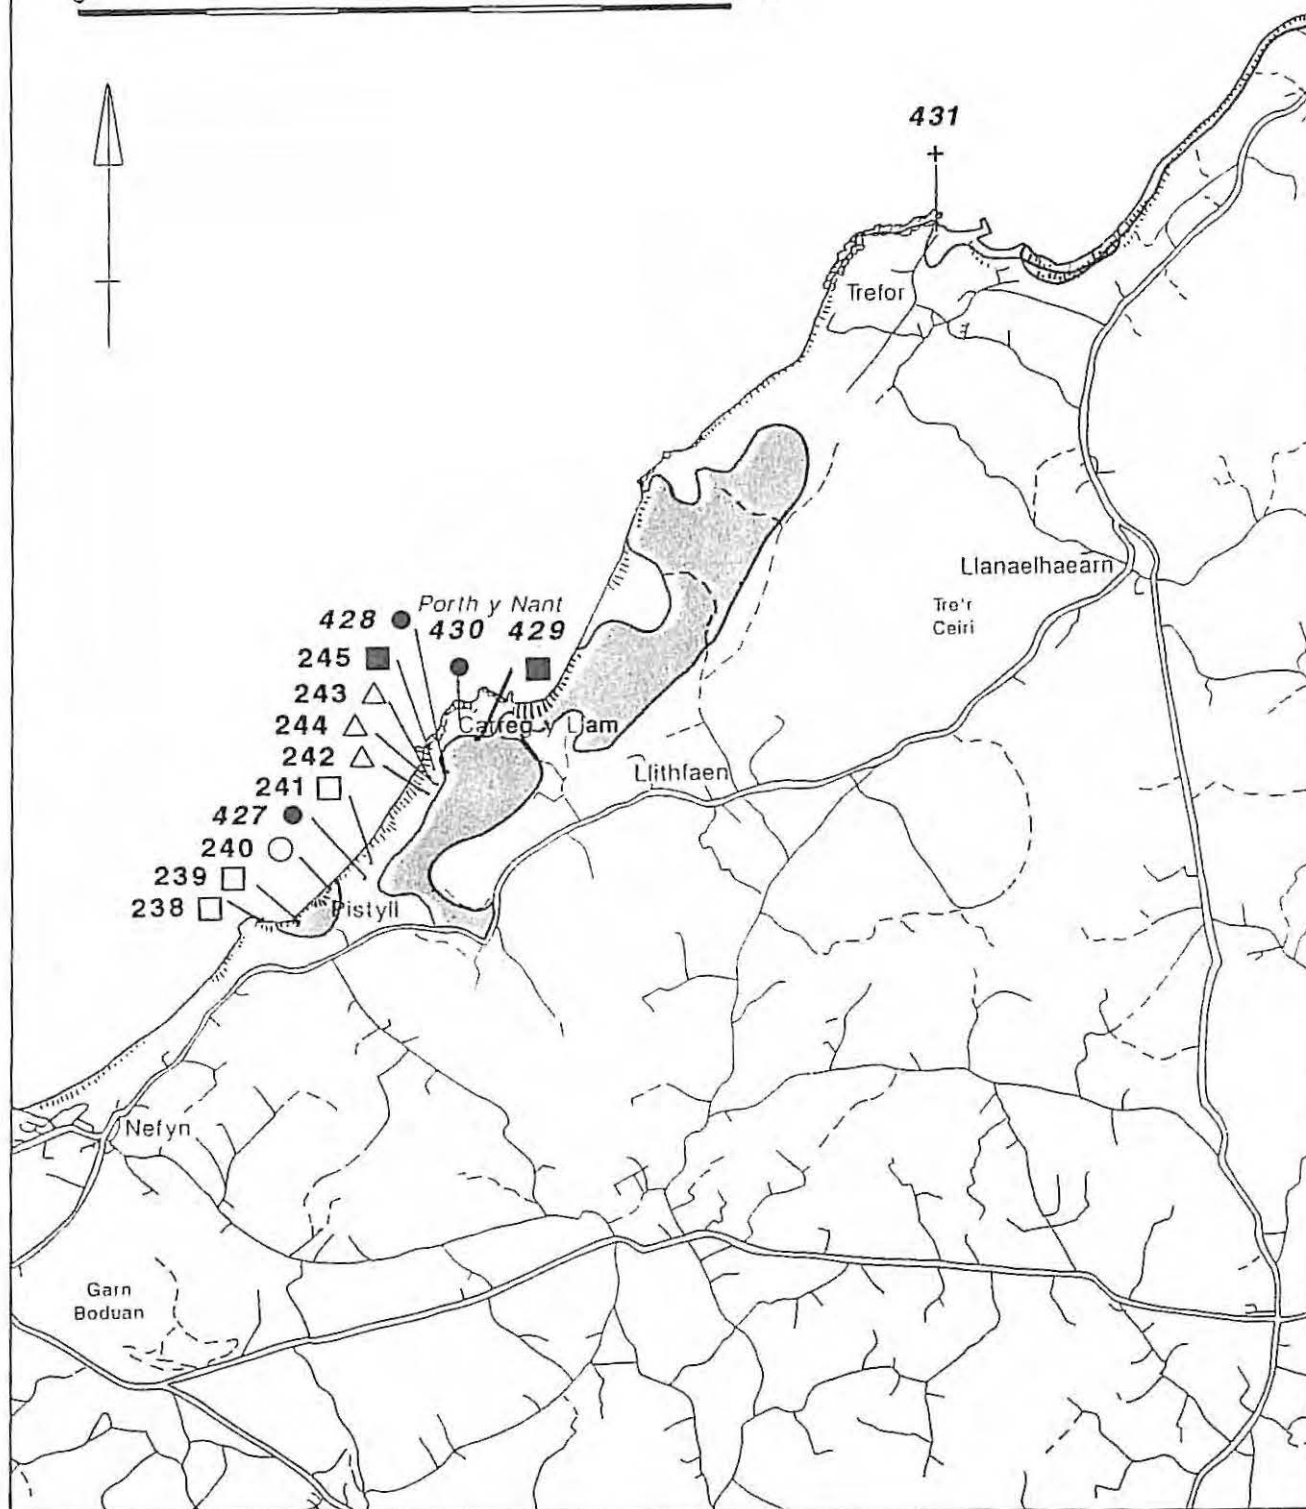 431
Trefor
Llanaelhaearn
Tre'r
Ceiri
Porth y Nant
428
430 429
245
243
244
Carreg y Llam
242
Llithfaen
241
427
240
239
238
Pistyll
Nefyn
Garn
Boduan